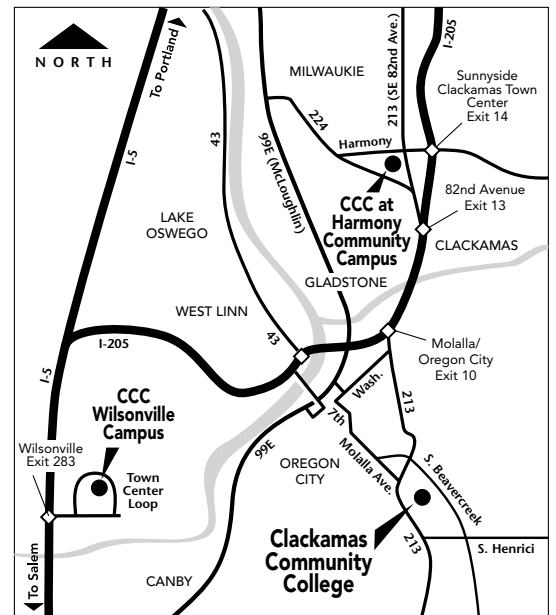 NORTH
To Portland
I-5
43
99E (McLoughlin)
MILWAUKIE
224
213 (SE 82nd Ave.)
I-205
Harmony
Sunnyside
Clackamas Town
Center
Exit 14
CCC at
Harmony
Community
Campus
82nd Avenue
Exit 13
CLACKAMAS
LAKE
OSWEGO
GLADSTONE
WEST LINN
43
I-205
Molalla/
Oregon City
Exit 10
I-5
CCC
Wilsonville
Campus
Wash.
213
7th
Wilsonville
Exit 283
Town
Center
Loop
99E
OREGON
CITY
Molalla Ave.
S. Beavercreek
Clackamas
Community
College
213
S. Henrici
To Salem
CANBY